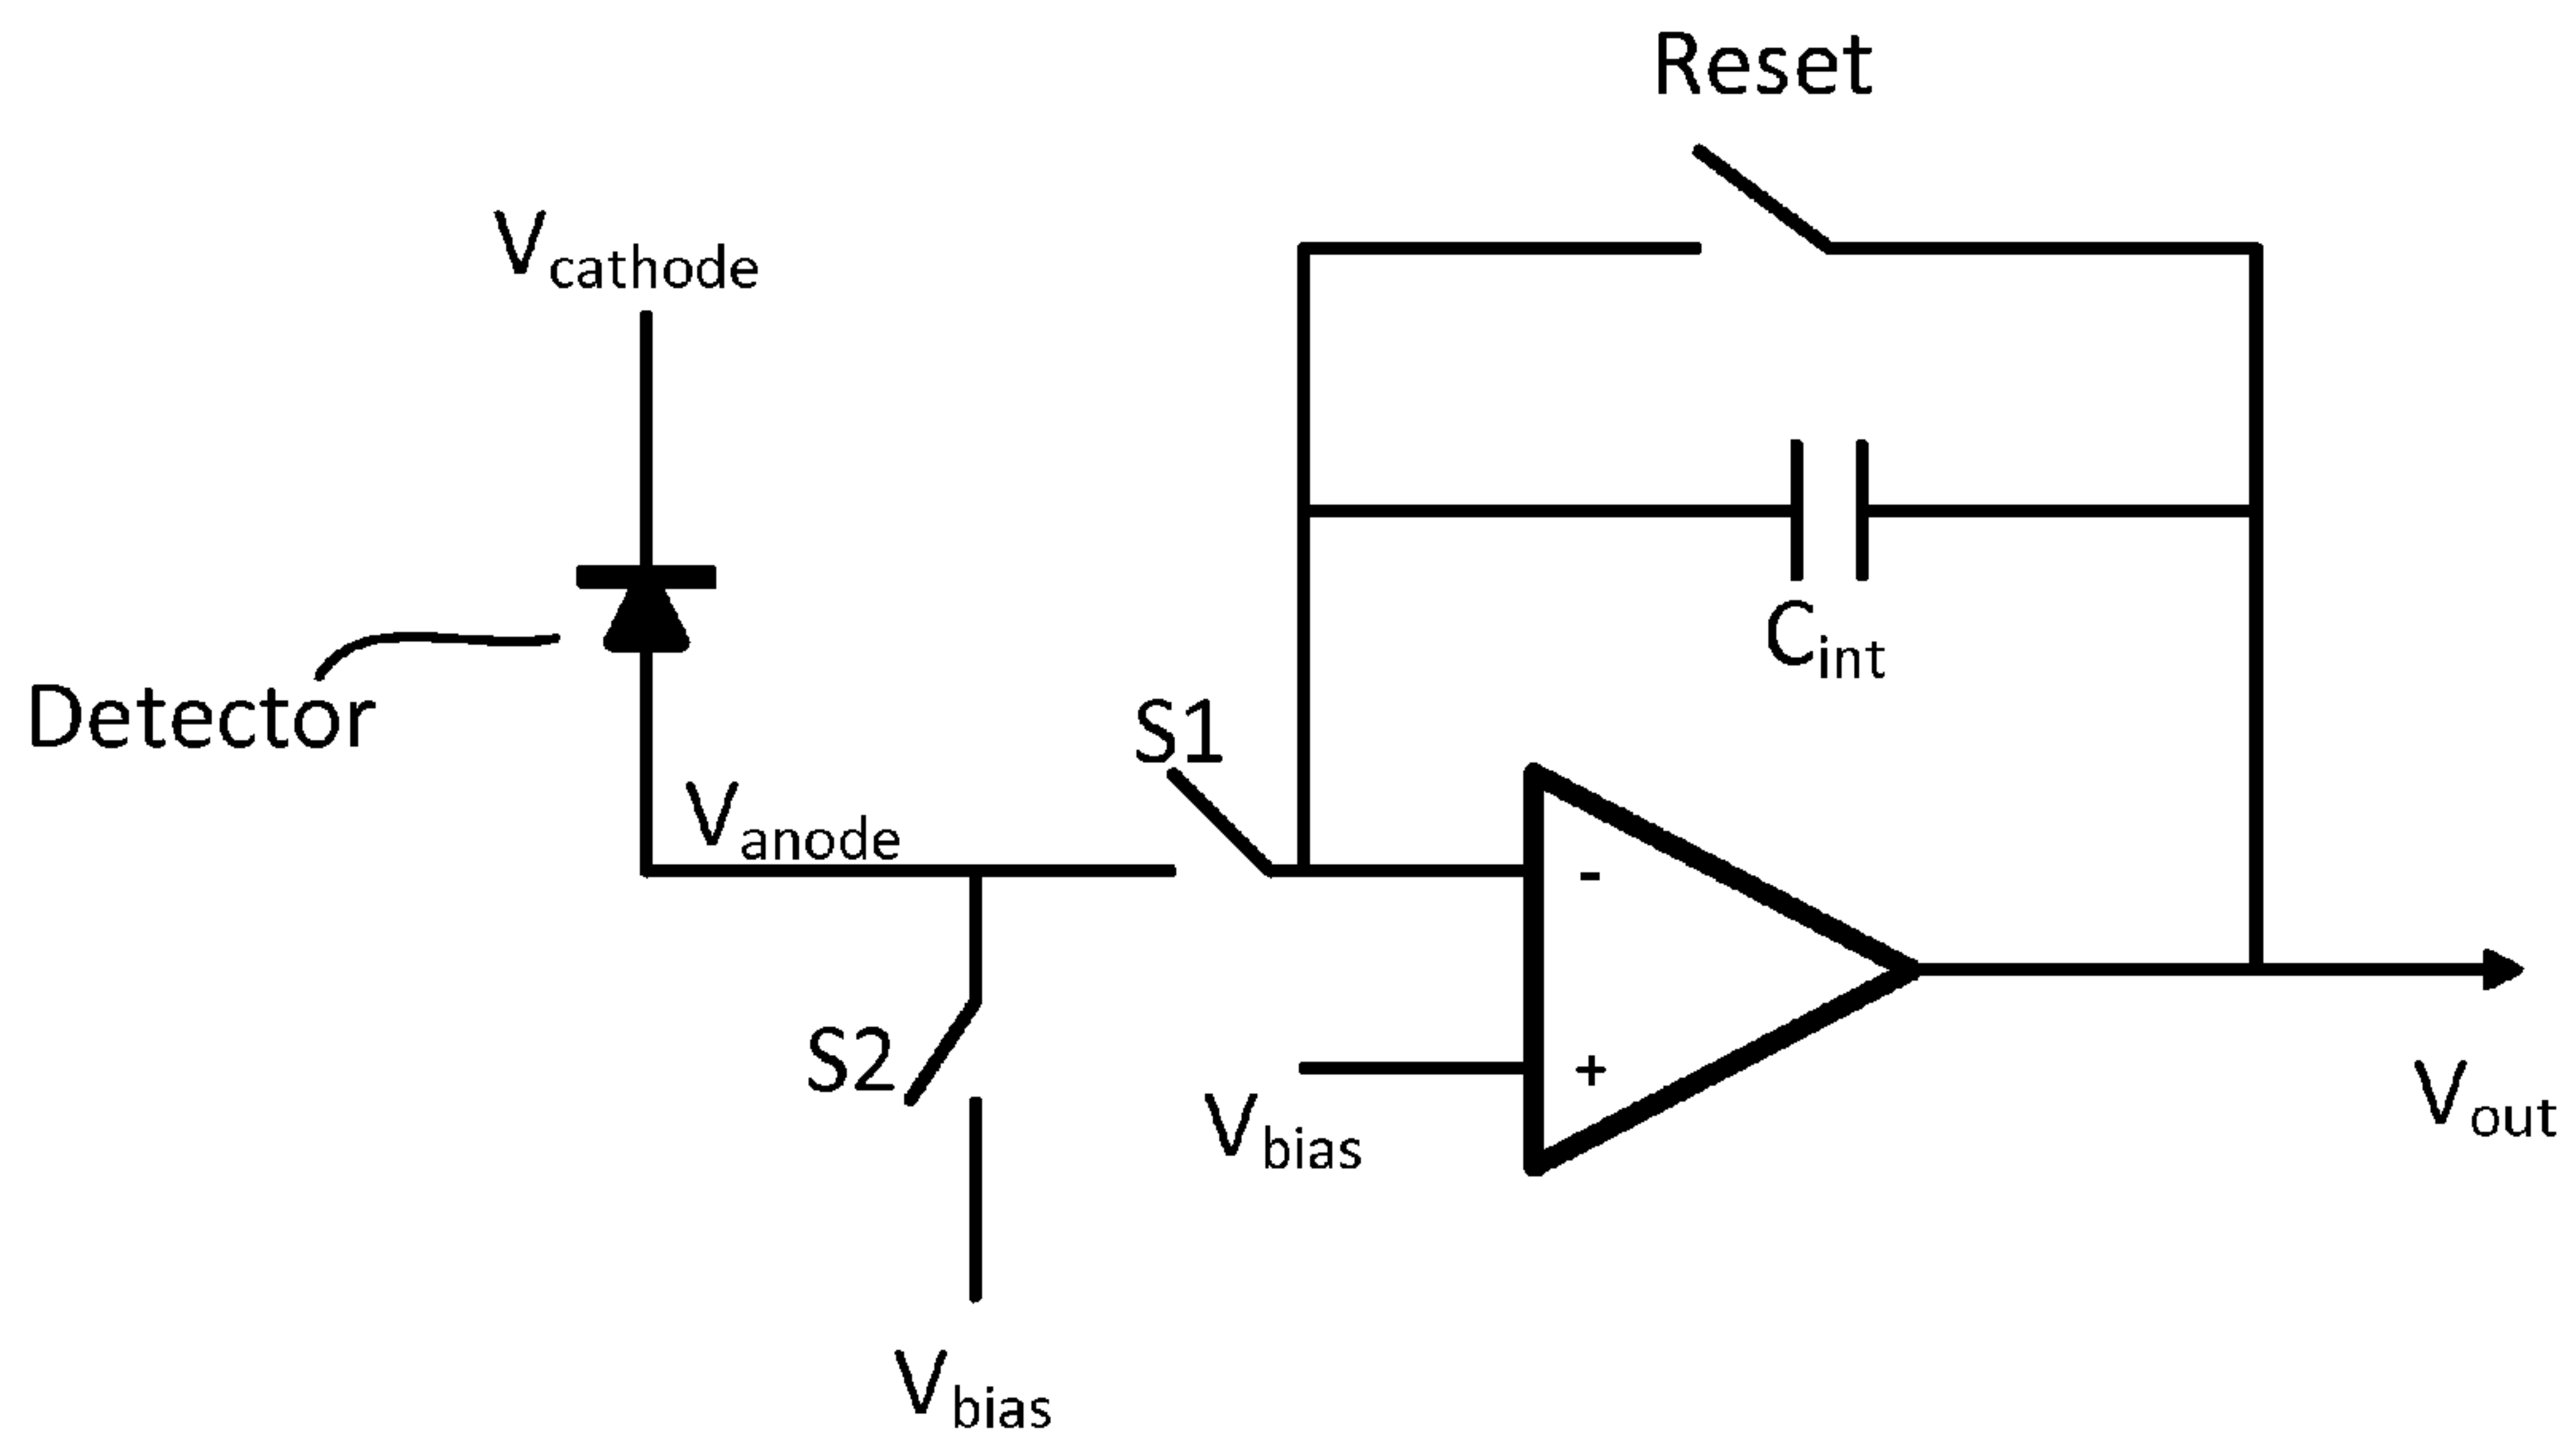 Reset
Vcathode
Cint
Detector
S1
Vanode
-
S2
+
Vbias
Vout
Vbias